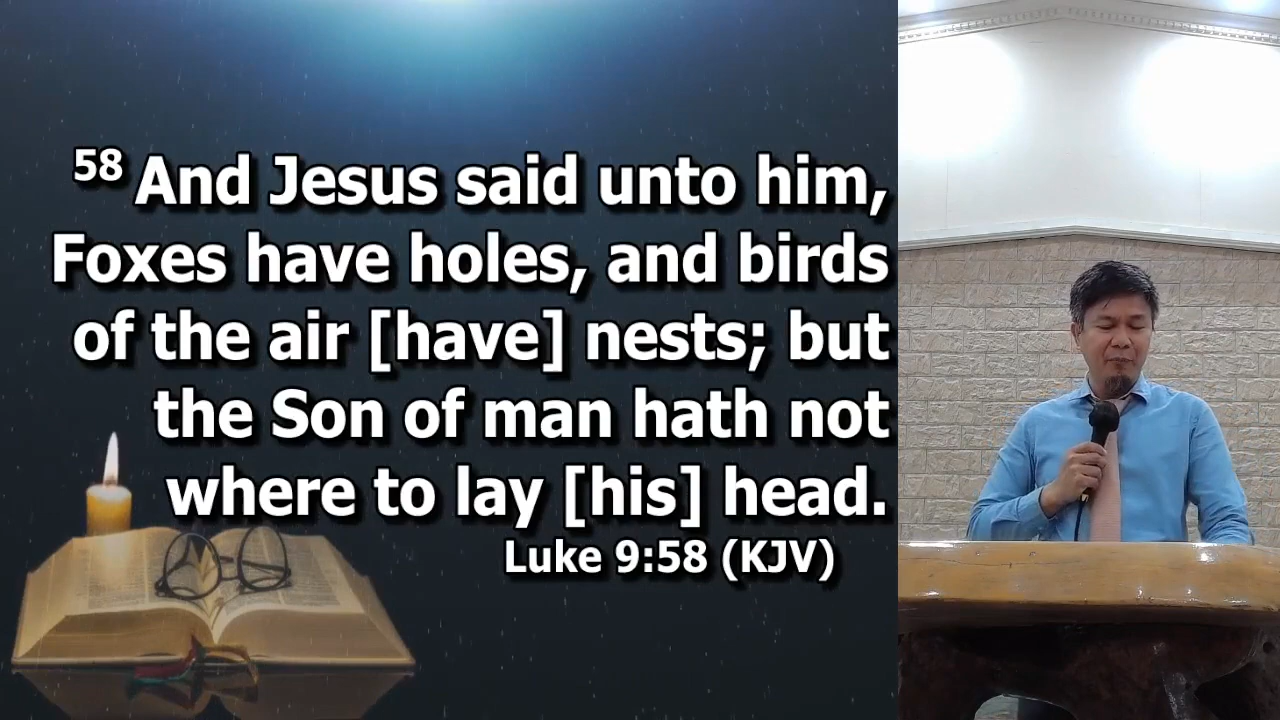 58 And Jesus said unto him,
Foxes have holes, and birds
of the air [have] nests; but
the Son of man hath not
where to lay [his] head.
Luke 9:58 (KJV)